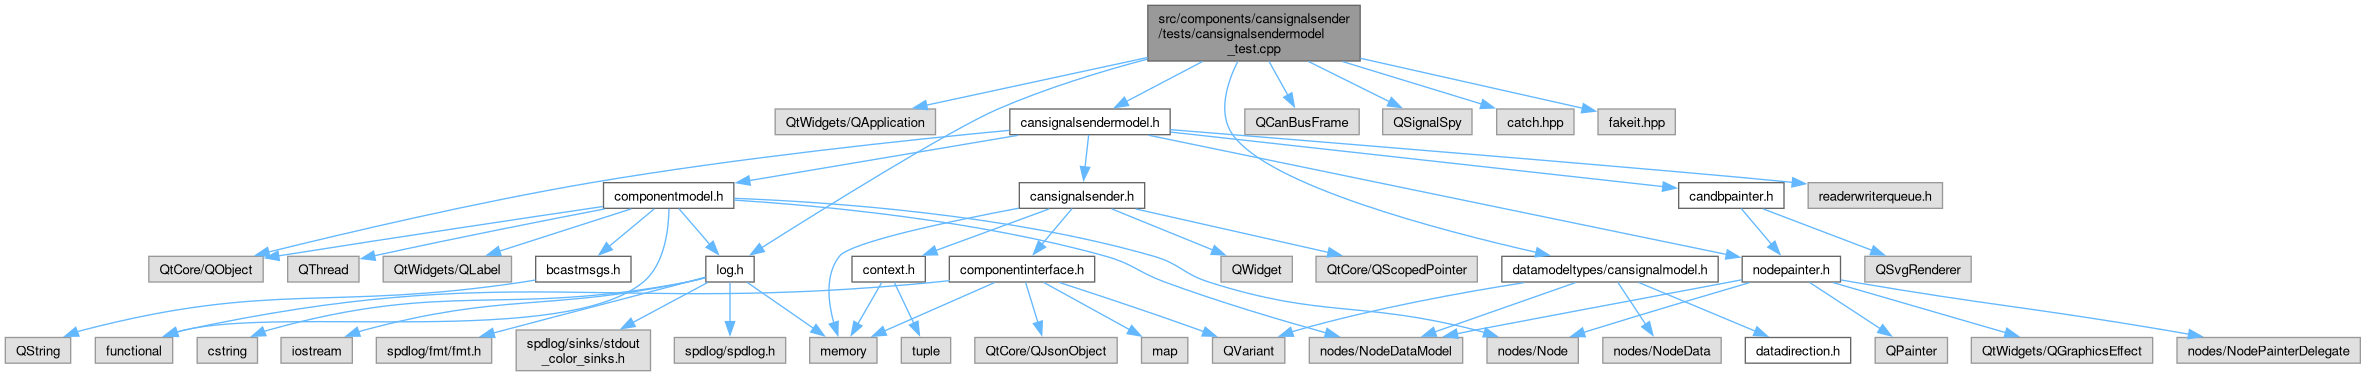 src/components/cansignalsender
/tests/cansignalsendermodel
_test.cpp
QtWidgets/QApplication
cansignalsendermodel.h
QCanBusFrame
QSignalSpy
catch.hpp
fakeit.hpp
componentmodel.h
cansignalsender.h
candbpainter.h
readerwriterqueue.h
QtCore/QObject
QThread
QtWidgets/QLabel
bcastmsgs.h
log.h
context.h
componentinterface.h
QWidget
QtCore/QScopedPointer
datamodeltypes/cansignalmodel.h
nodepainter.h
QSvgRenderer
QString
functional
cstring
iostream
spdlog/fmt/fmt.h
spdlog/sinks/stdout
_color_sinks.h
spdlog/spdlog.h
memory
tuple
QtCore/QJsonObject
map
QVariant
nodes/NodeDataModel
nodes/Node
nodes/NodeData
datadirection.h
QPainter
QtWidgets/QGraphicsEffect
nodes/NodePainterDelegate